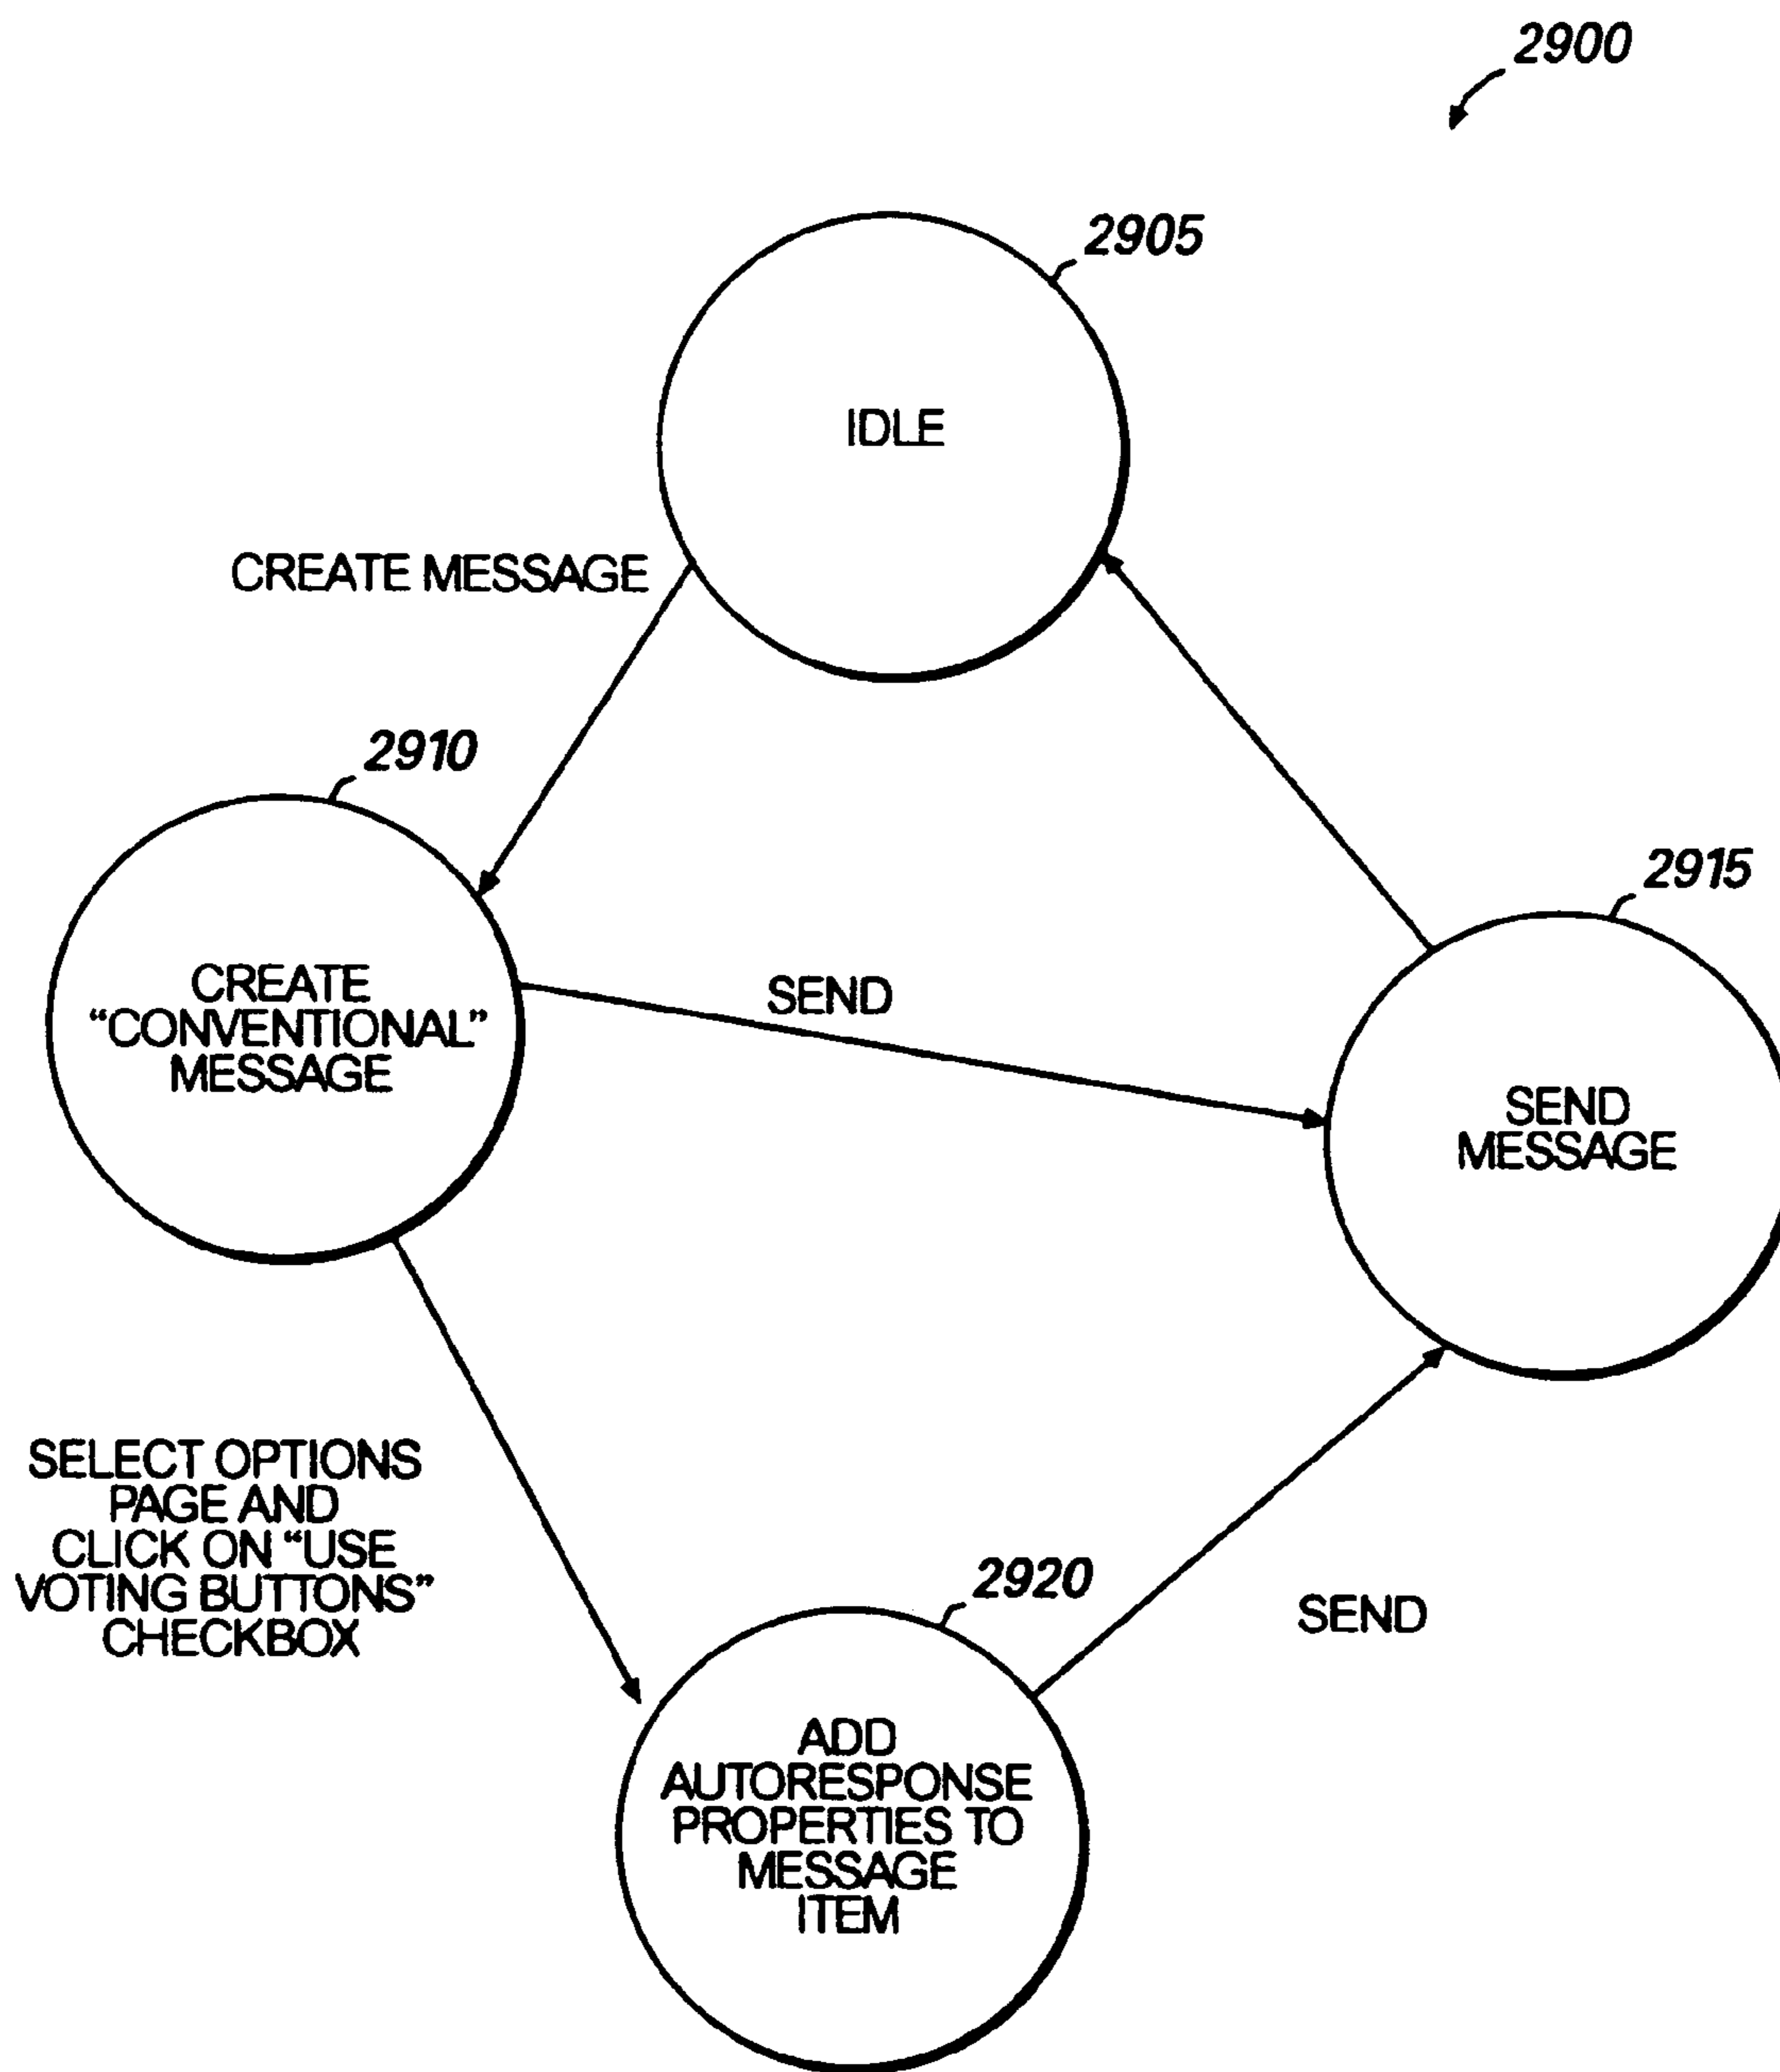 2900
2905
IDLE
CREATE MESSAGE
2910
2915
CREATE
“CONVENTIONAL”
MESSAGE
SEND
SEND
MESSAGE
SELECT OPTIONS
PAGE AND
CLICK ON “USE
VOTING BUTTONS”
CHECKBOX
2920
SEND
ADD
AUTORESPONSE
PROPERTIES TO
MESSAGE
ITEM